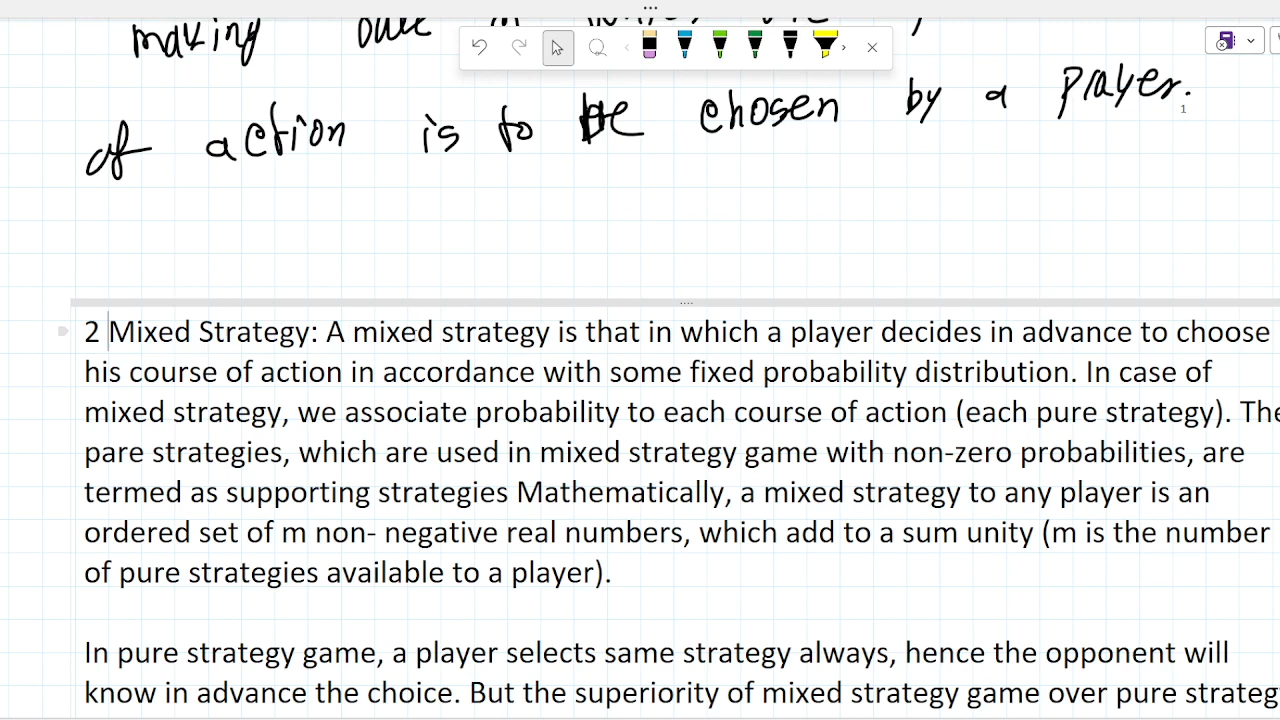 making
of action is to be chosen by a player.
1
2 Mixed Strategy: A mixed strategy is that in which a player decides in advance to choose
his course of action in accordance with some fixed probability distribution. In case of
mixed strategy, we associate probability to each course of action (each pure strategy). The
pare strategies, which are used in mixed strategy game with non-zero probabilities, are
termed as supporting strategies Mathematically, a mixed strategy to any player is an
ordered set of m non- negative real numbers, which add to a sum unity (m is the number
of pure strategies available to a player).
In pure strategy game, a player selects same strategy always, hence the opponent will
know in advance the choice. But the superiority of mixed strategy game over pure strateg